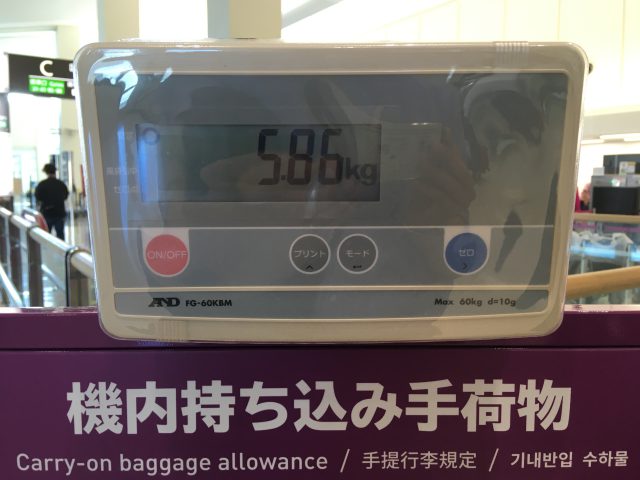 C
5.86kg
ON/OFF
プリント
モード
ゼロ
AND FG-60KBM
Max 60kg d=10g
機内持ち込み手荷物
Carry-on baggage allowance / 手提行李規定 / 기내반입 수하물